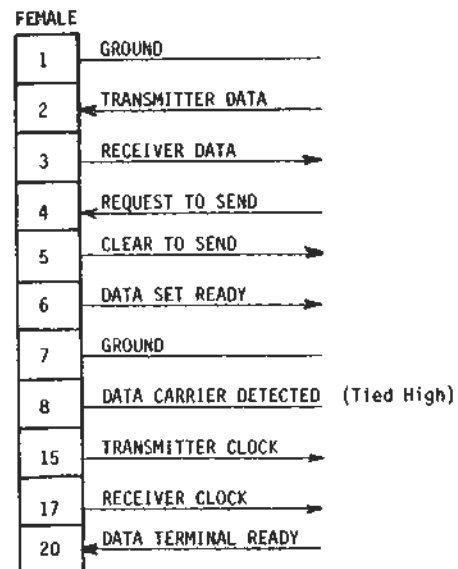 FEMALE
1 GROUND
2 TRANSMITTER DATA
3 RECEIVER DATA
4 REQUEST TO SEND
5 CLEAR TO SEND
6 DATA SET READY
7 GROUND
8 DATA CARRIER DETECTED (Tied High)
15 TRANSMITTER CLOCK
17 RECEIVER CLOCK
20 DATA TERMINAL READY